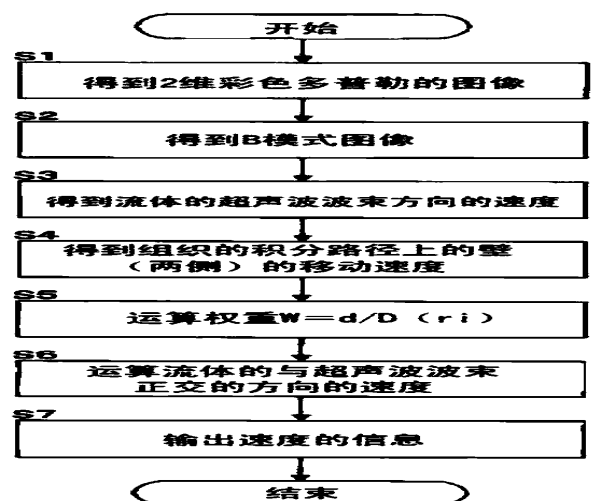 开始
S1
得到2维彩色多普勒的图像
S2
得到B模式图像
S3
得到流体的超声波波束方向的速度
S4
得到组织的积分路径上的壁
（两侧）的移动速度
S5
运算权重W＝d/D（ri）
S6
运算流体的与超声波波束
正交的方向的速度
S7
输出速度的信息
结束